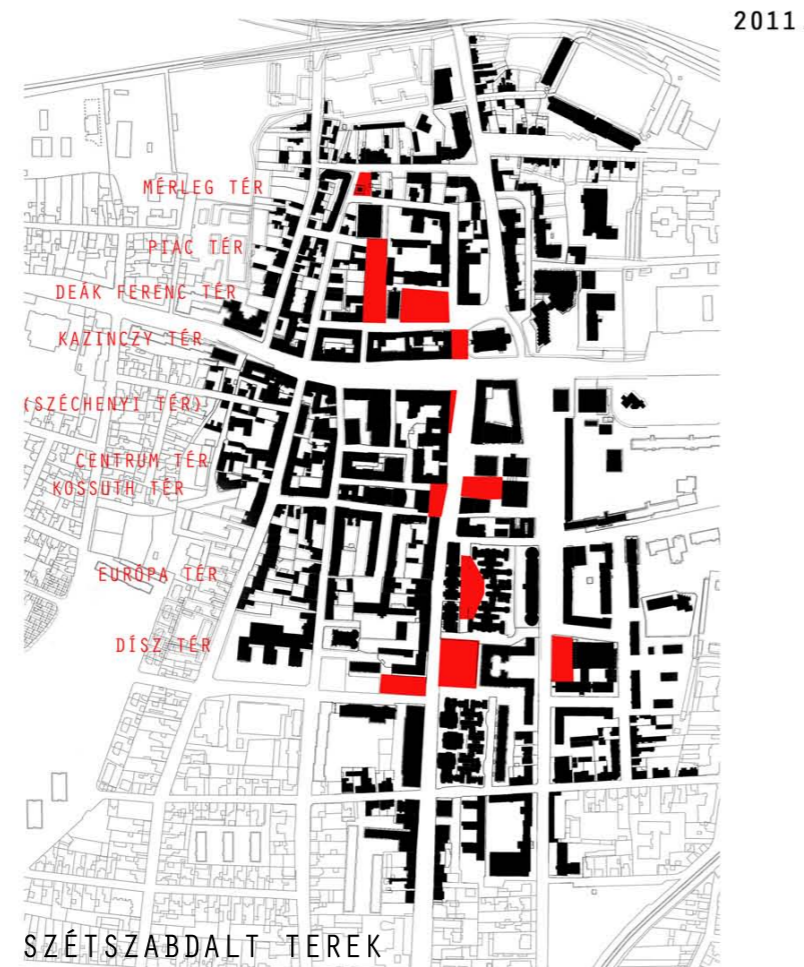 2011.
MÉRLEG TÉR
PIAC TÉR
DEÁK FERENC TÉR
KAZINCZY TÉR
(SZÉCHENYI TÉR)
CENTRUM TÉR
KOSSUTH TÉR
EURÓPA TÉR
DÍSZ TÉR
SZÉTSZABDALT TEREK